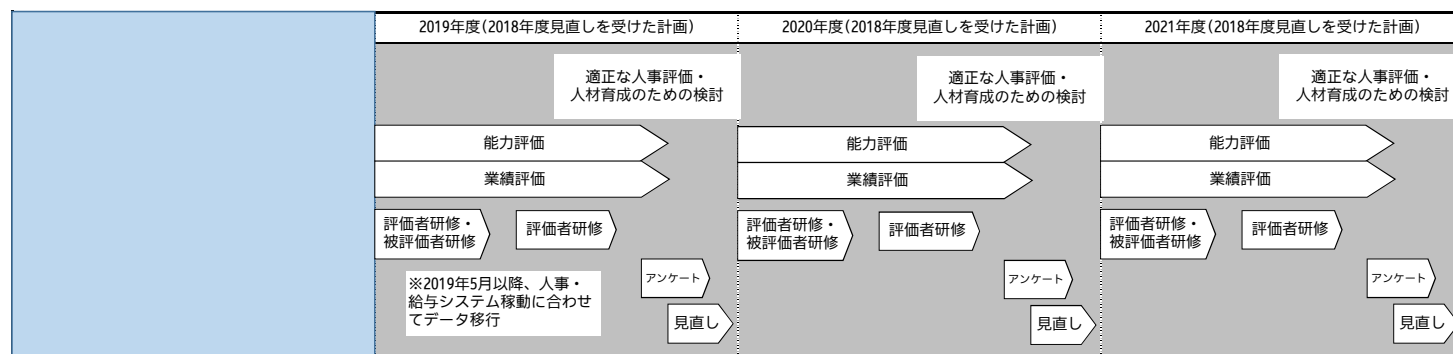 2019年度(2018年度見直しを受けた計画)
2020年度(2018年度見直しを受けた計画)
2021年度(2018年度見直しを受けた計画)
適正な人事評価・
人材育成のための検討
適正な人事評価・
人材育成のための検討
適正な人事評価・
人材育成のための検討
能力評価
能力評価
能力評価
業績評価
業績評価
業績評価
評価者研修・
被評価者研修
評価者研修
評価者研修・
被評価者研修
評価者研修
評価者研修・
被評価者研修
評価者研修
※2019年5月以降、人事・
給与システム稼動に合わせ
てデータ移行
アンケート
アンケート
アンケート
見直し
見直し
見直し